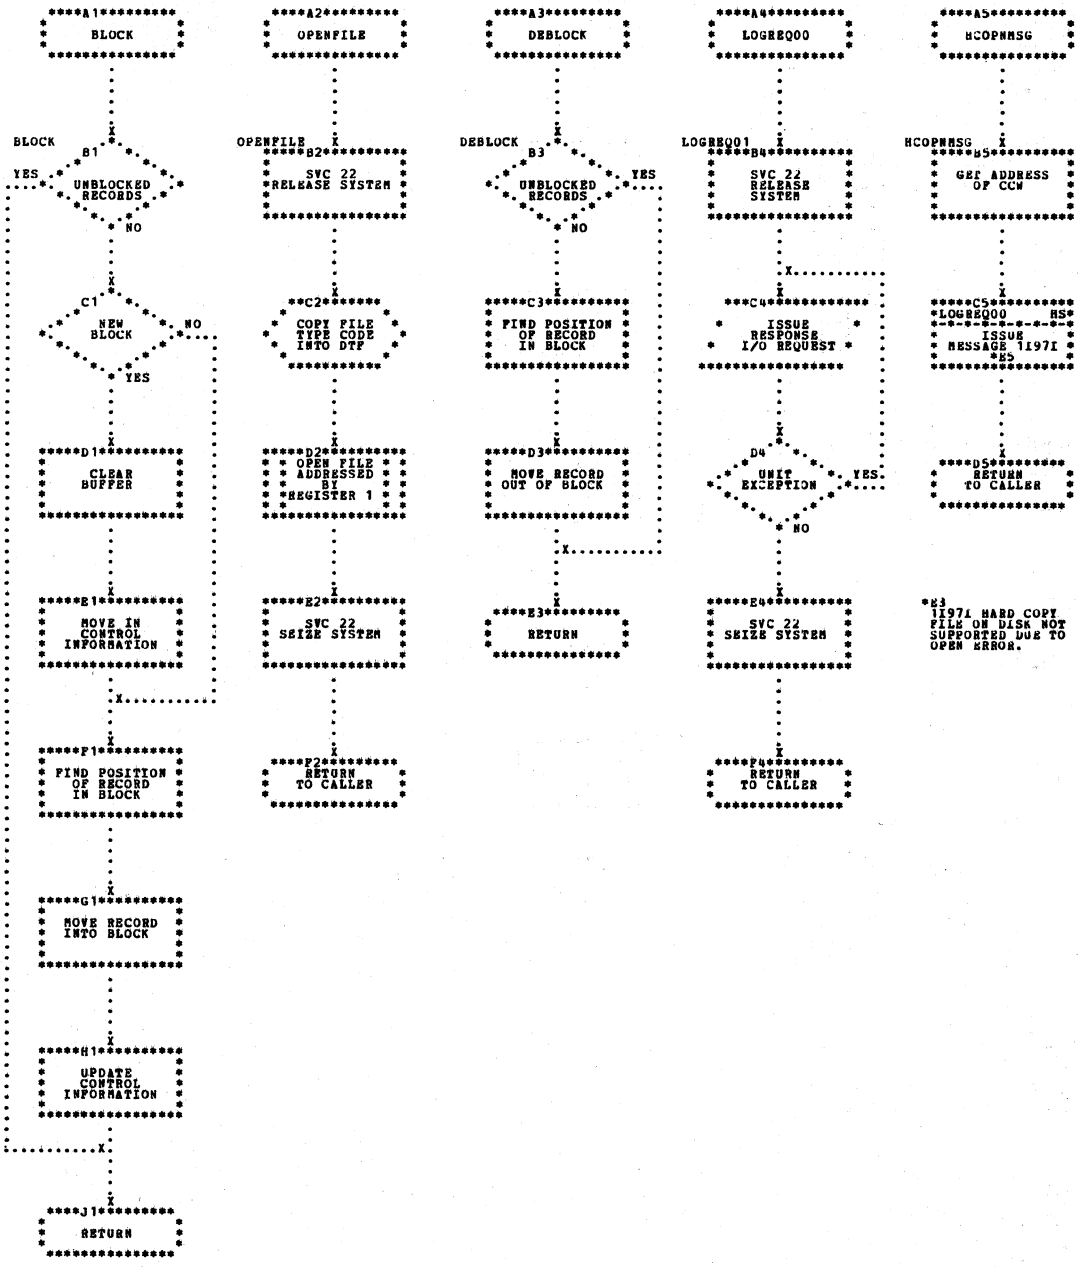 A1
BLOCK
BLOCK
B1
YES
UNBLOCKED
RECORDS
NO
C1
NEW
BLOCK
NO
YES
D1
CLEAR
BUFFER
E1
MOVE IN
CONTROL
INFORMATION
F1
FIND POSITION
OF RECORD
IN BLOCK
G1
MOVE RECORD
INTO BLOCK
H1
UPDATE
CONTROL
INFORMATION
J1
RETURN
A2
OPENFILE
OPENFILE
B2
SVC 22
RELEASE SYSTEM
C2
COPY FILE
TYPE CODE
INTO DTF
D2
OPEN FILE
ADDRESSED
BY
REGISTER 1
E2
SVC 22
SEIZE SYSTEM
F2
RETURN
TO CALLER
A3
DEBLOCK
DEBLOCK
B3
YES
UNBLOCKED
RECORDS
NO
C3
FIND POSITION
OF RECORD
IN BLOCK
D3
MOVE RECORD
OUT OF BLOCK
E3
RETURN
A4
LOGREQ00
LOGREQ01
B4
SVC 22
RELEASE
SYSTEM
C4
ISSUE
RESPONSE
I/O REQUEST
D4
UNIT
EXCEPTION
YES
NO
E4
SVC 22
SEIZE SYSTEM
F4
RETURN
TO CALLER
A5
HCOPNMSG
HCOPNMSG
B5
GET ADDRESS
OF CCW
C5
*LOGREQ00 MS*
ISSUE
MESSAGE 1I97I
*E5
D5
RETURN
TO CALLER
*E3
1I97I HARD COPY
FILE ON DISK NOT
SUPPORTED DUE TO
OPEN ERROR.